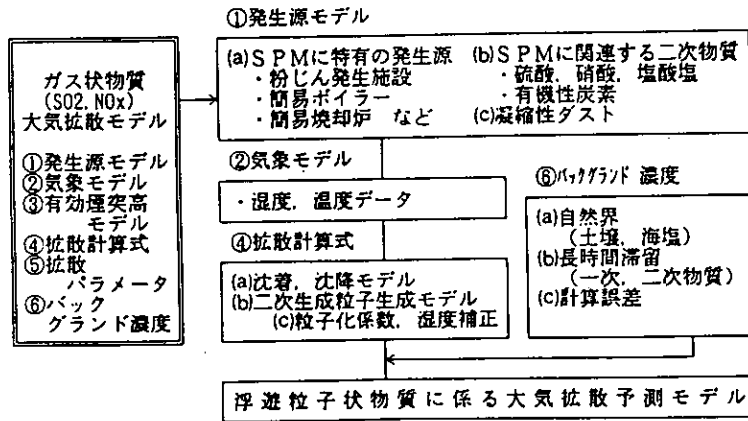 ①発生源モデル
ガス状物質
(SO2,NOx)
大気拡散モデル
①発生源モデル
②気象モデル
③有効煙突高
モデル
④拡散計算式
⑤拡散
パラメータ
⑥バック
グランド濃度
(a)SPMに特有の発生源
・粉じん発生施設
・簡易ボイラー
・簡易焼却炉 など
(b)SPMに関連する二次物質
・硫酸、硝酸、塩酸塩
・有機性炭素
(c)凝縮性ダスト
②気象モデル
・湿度、温度データ
④拡散計算式
(a)沈着、沈降モデル
(b)二次生成粒子生成モデル
(c)粒子化係数、湿度補正
⑥バックグランド 濃度
(a)自然界
(土壌、海塩)
(b)長時間滞留
(一次、二次物質)
(c)計算誤差
浮遊粒子状物質に係る大気拡散予測モデル